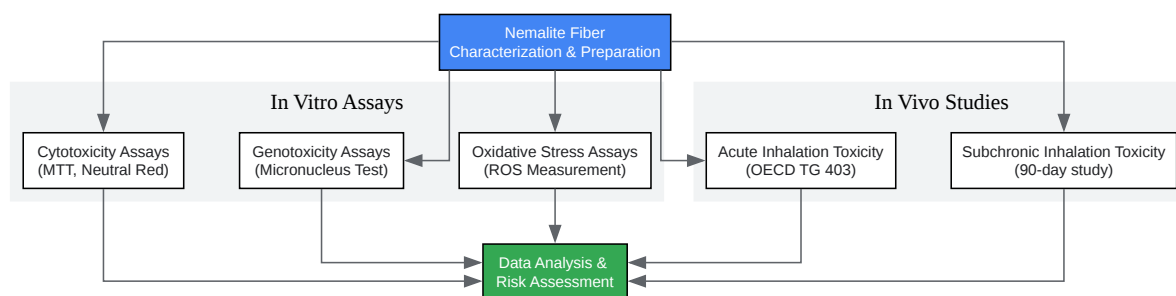 Nemalite Fiber
Characterization & Preparation
In Vitro Assays
In Vivo Studies
Cytotoxicity Assays
(MTT, Neutral Red)
Genotoxicity Assays
(Micronucleus Test)
Oxidative Stress Assays
(ROS Measurement)
Acute Inhalation Toxicity
(OECD TG 403)
Subchronic Inhalation Toxicity
(90-day study)
Data Analysis &
Risk Assessment